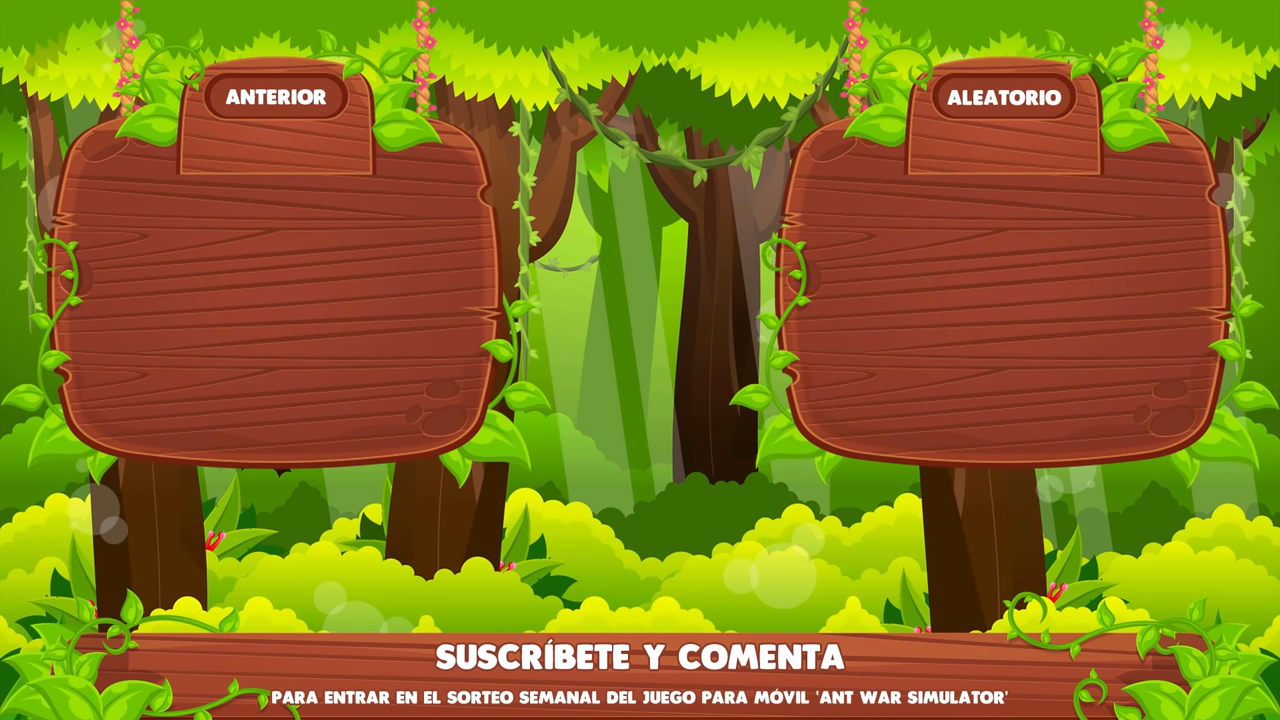 ANTERIOR
ALEATORIO
SUSCRÍBETE Y COMENTA
PARA ENTRAR EN EL SORTEO SEMANAL DEL JUEGO PARA MÓVIL 'ANT WAR SIMULATOR'